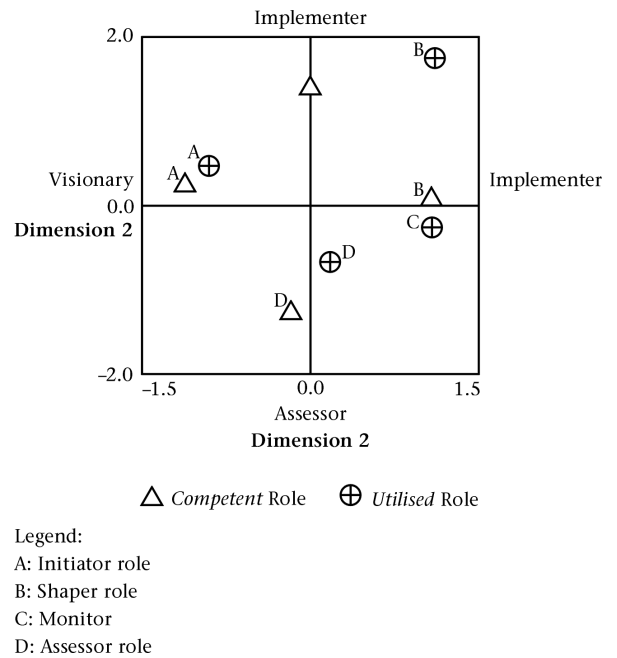 Implementer
2.0
B
A
A
Visionary
B
Implementer
0.0
C
Dimension 2
D
D
–2.0
–1.5
0.0
1.5
Assessor
Dimension 2
Competent Role
Utilised Role
Legend:
A: Initiator role
B: Shaper role
C: Monitor
D: Assessor role